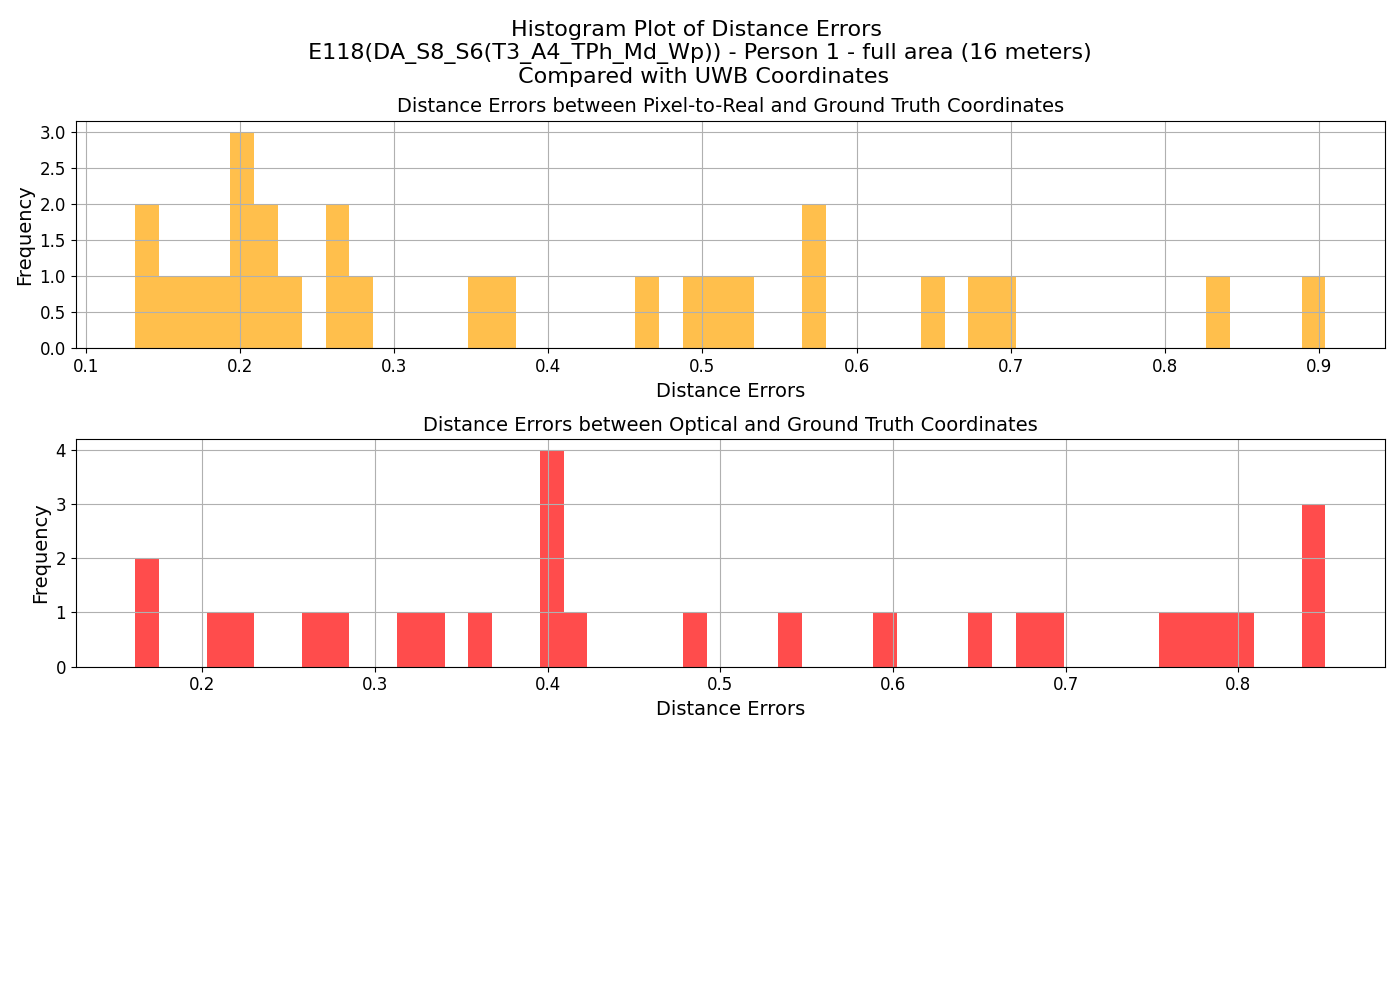 Histogram Plot of Distance Errors
E118(DA_S8_S6(T3_A4_TPh_Md_Wp)) - Person 1 - full area (16 meters)
Compared with UWB Coordinates
Distance Errors between Pixel-to-Real and Ground Truth Coordinates
Frequency
3.0
2.5
2.0
1.5
1.0
0.5
0.0
0.1 0.2 0.3 0.4 0.5 0.6 0.7 0.8 0.9
Distance Errors
Distance Errors between Optical and Ground Truth Coordinates
Frequency
4
3
2
1
0
0.2 0.3 0.4 0.5 0.6 0.7 0.8
Distance Errors